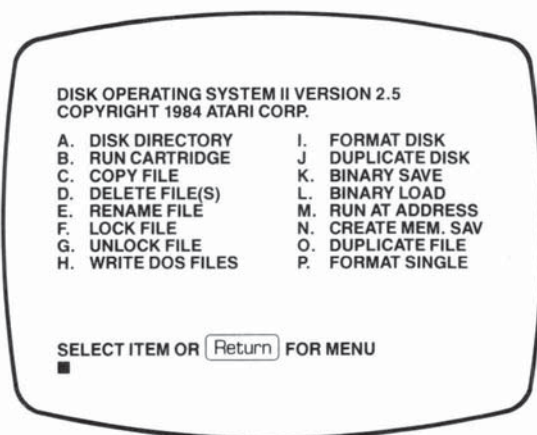 DISK OPERATING SYSTEM II VERSION 2.5
COPYRIGHT 1984 ATARI CORP.
A. DISK DIRECTORY
B. RUN CARTRIDGE
C. COPY FILE
D. DELETE FILE(S)
E. RENAME FILE
F. LOCK FILE
G. UNLOCK FILE
H. WRITE DOS FILES
I. FORMAT DISK
J DUPLICATE DISK
K. BINARY SAVE
L. BINARY LOAD
M. RUN AT ADDRESS
N. CREATE MEM. SAV
O. DUPLICATE FILE
P. FORMAT SINGLE
SELECT ITEM OR Return FOR MENU